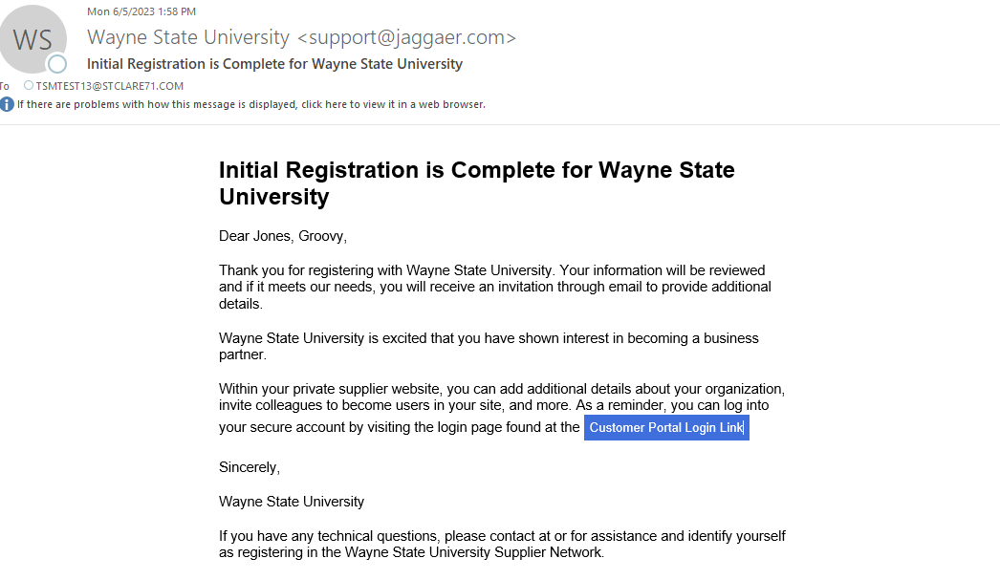 Mon 6/5/2023 1:58 PM
WS
Wayne State University <support@jaggaer.com>
Initial Registration is Complete for Wayne State University
To TSMTEST13@STCLARE71.COM
If there are problems with how this message is displayed, click here to view it in a web browser.
Initial Registration is Complete for Wayne State
University
Dear Jones, Groovy,
Thank you for registering with Wayne State University. Your information will be reviewed
and if it meets our needs, you will receive an invitation through email to provide additional
details.
Wayne State University is excited that you have shown interest in becoming a business
partner.
Within your private supplier website, you can add additional details about your organization,
invite colleagues to become users in your site, and more. As a reminder, you can log into
your secure account by visiting the login page found at the Customer Portal Login Link
Sincerely,
Wayne State University
If you have any technical questions, please contact at or for assistance and identify yourself
as registering in the Wayne State University Supplier Network.